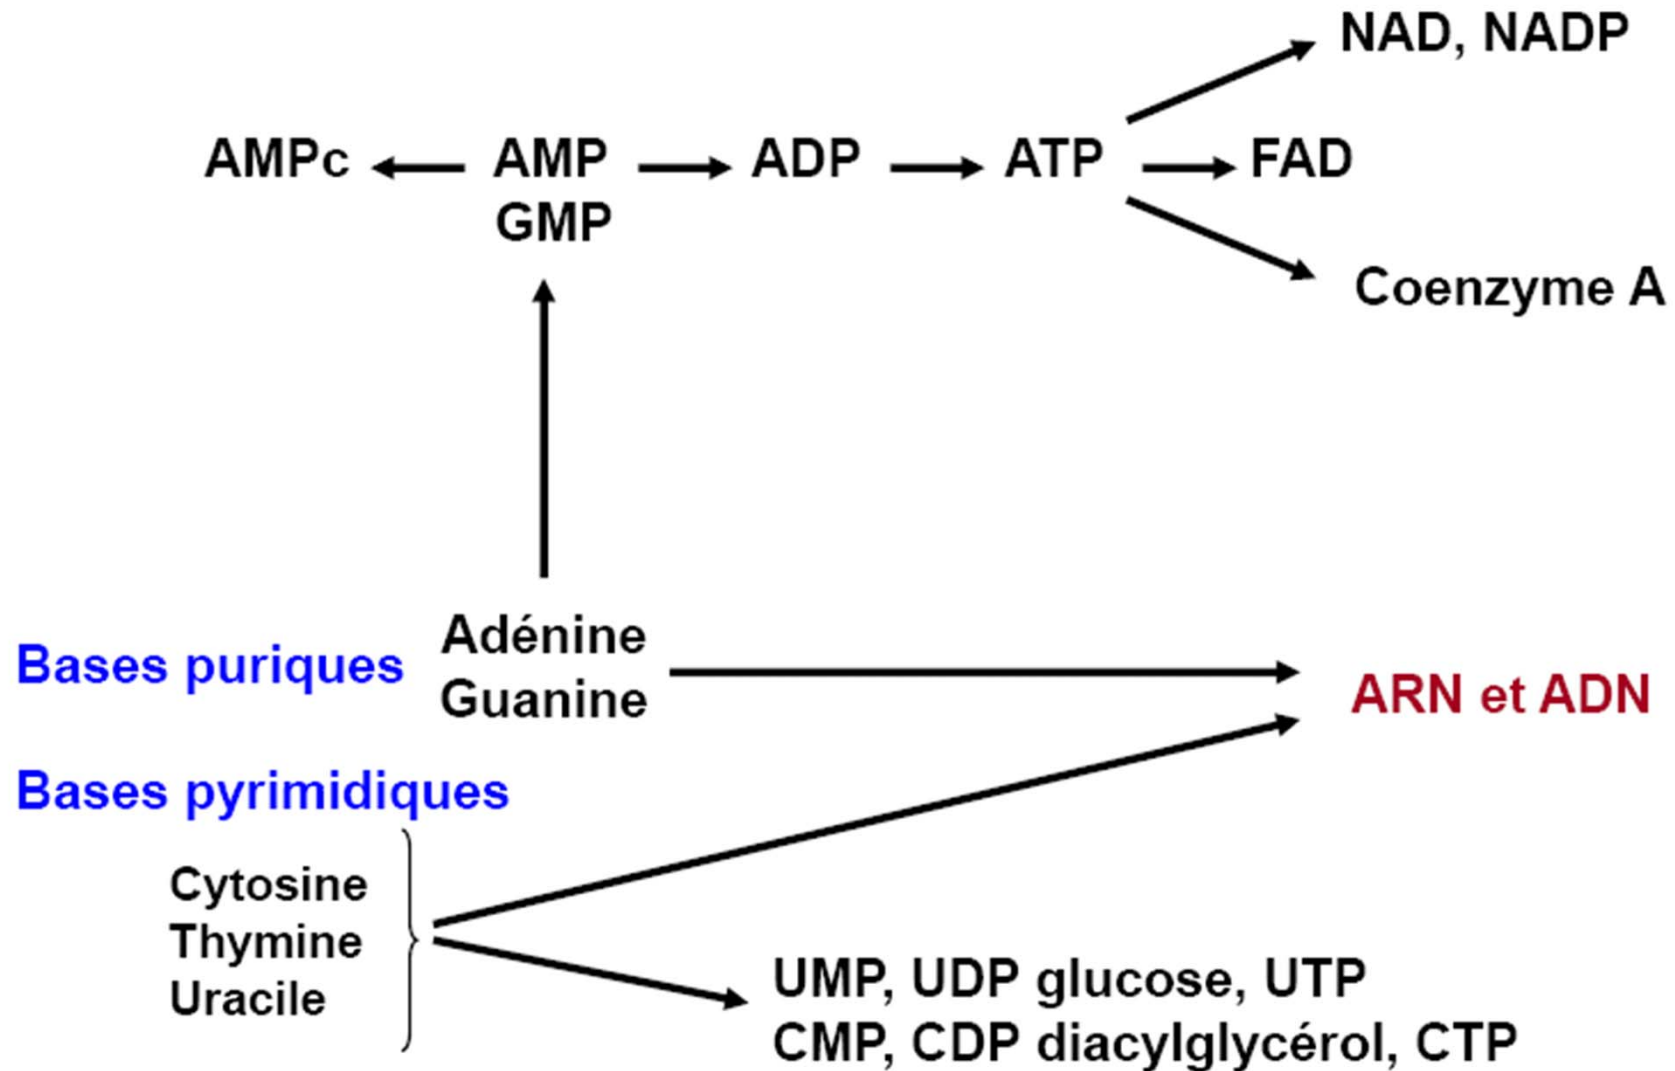 NAD, NADP
AMPc AMP ADP ATP FAD
GMP
Coenzyme A
Adénine
Bases puriques
Guanine
ARN et ADN
Bases pyrimidiques
Cytosine
Thymine
Uracile
UMP, UDP glucose, UTP
CMP, CDP diacylglycérol, CTP